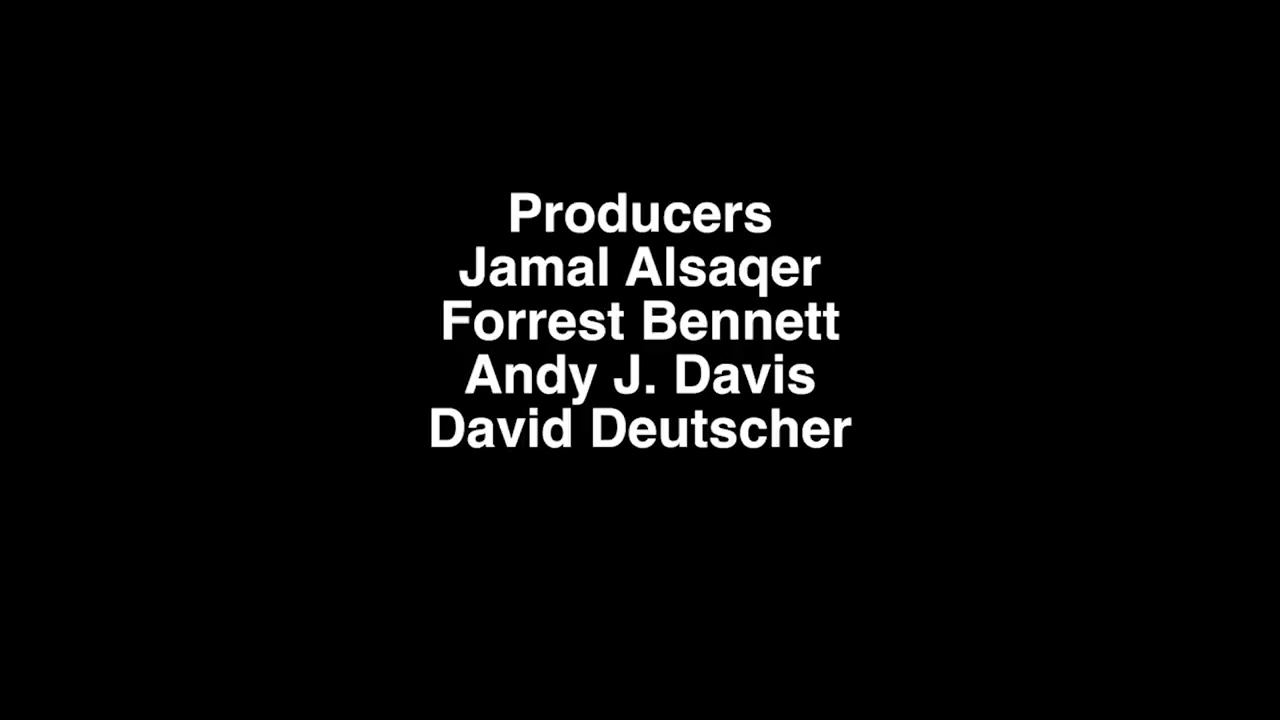 Producers
Jamal Alsaqer
Forrest Bennett
Andy J. Davis
David Deutscher